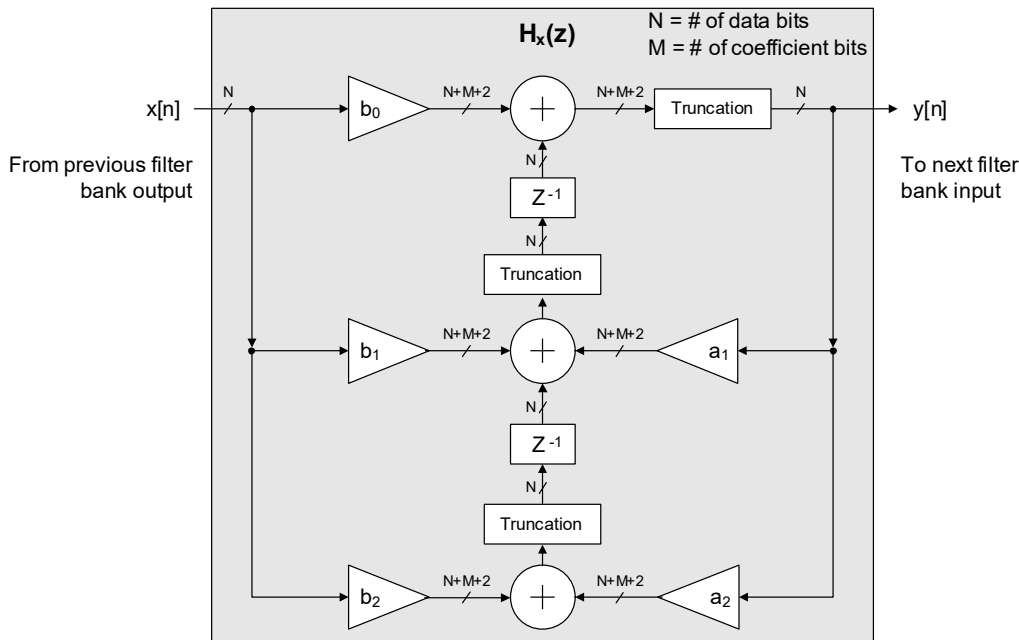 Hx(z)
N = # of data bits
M = # of coefficient bits
x[n]
N
b0
N+M+2
N+M+2
Truncation
N
y[n]
From previous filter
bank output
To next filter
bank input
N
Z-1
N
Truncation
b1
N+M+2
N+M+2
a1
N
Z-1
N
Truncation
b2
N+M+2
N+M+2
a2